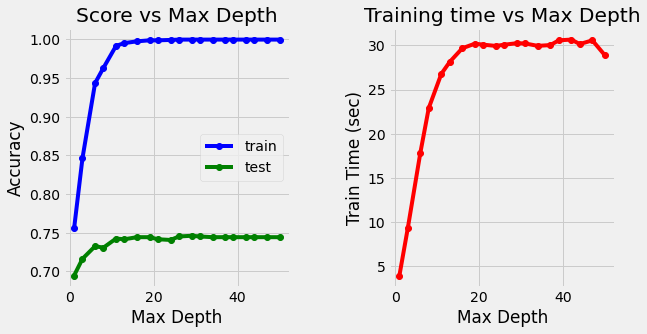 Score vs Max Depth
Accuracy
1.00
0.95
0.90
0.85
0.80
0.75
0.70
train
test
0 20 40
Max Depth
Training time vs Max Depth
Train Time (sec)
30
25
20
15
10
5
0 20 40
Max Depth